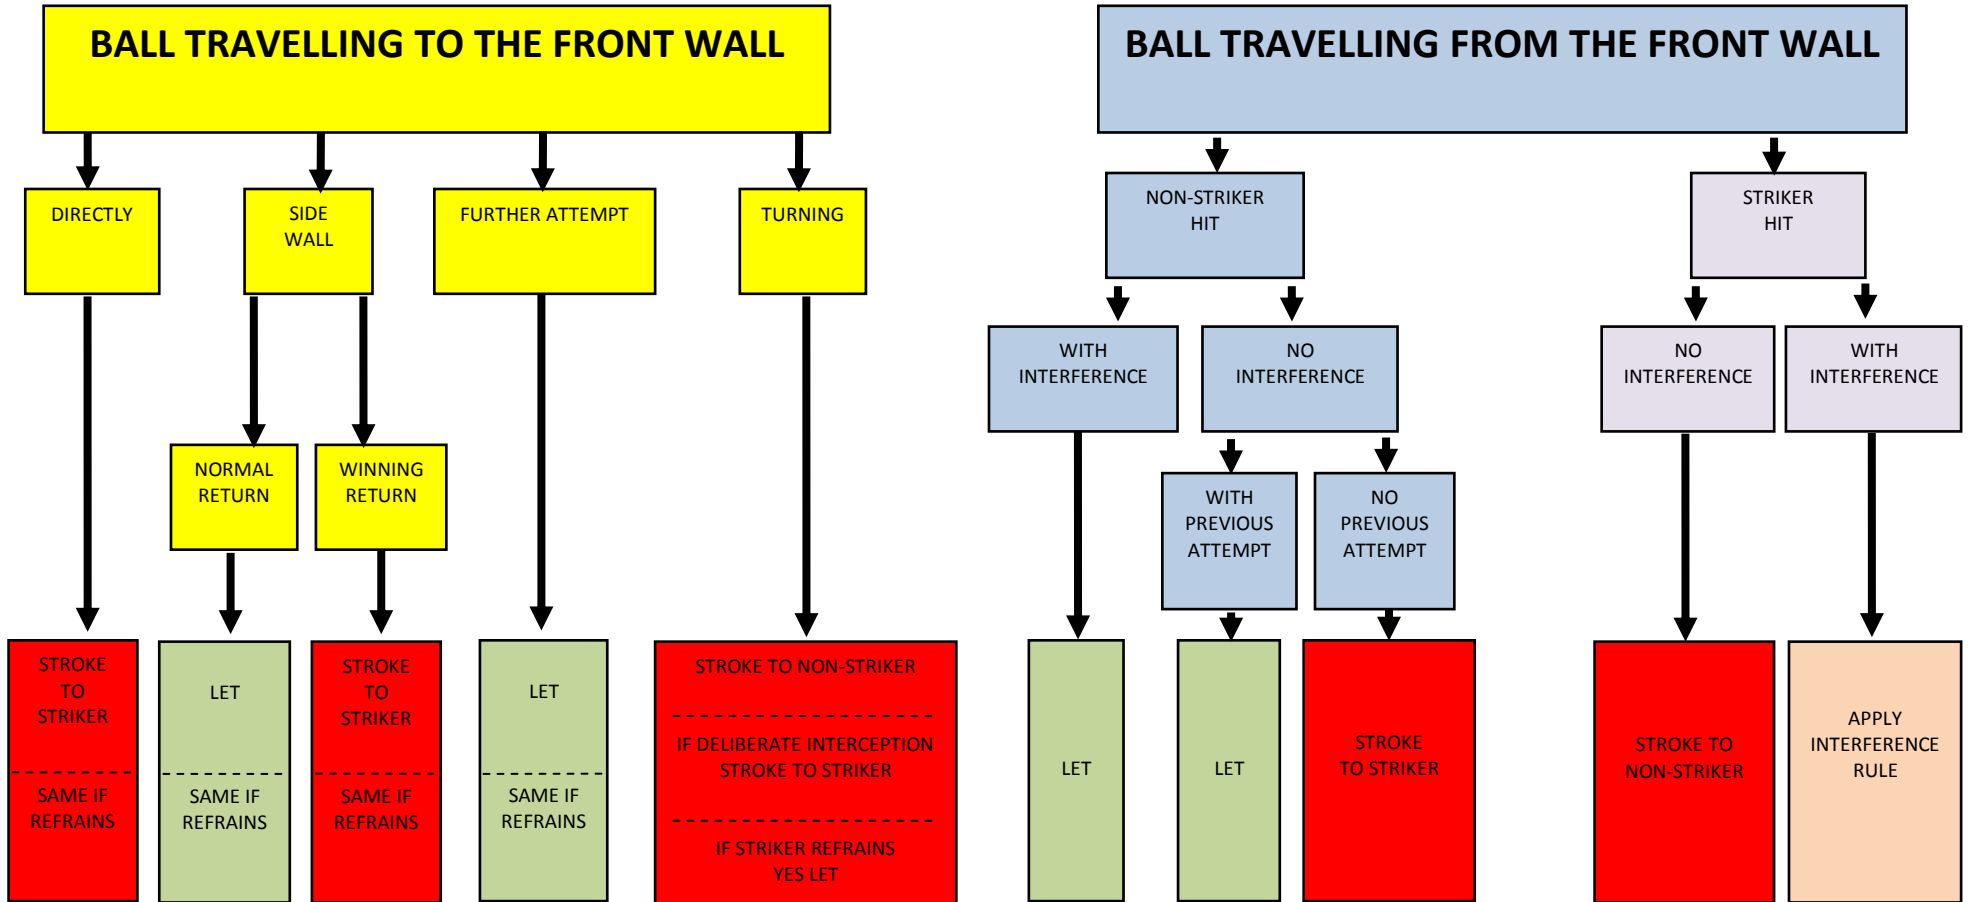 BALL TRAVELLING TO THE FRONT WALL
DIRECTLY
SIDE
WALL
FURTHER ATTEMPT
TURNING
NORMAL
RETURN
WINNING
RETURN
STROKE
TO
STRIKER
SAME IF
REFRAINS
LET
SAME IF
REFRAINS
STROKE
TO
STRIKER
SAME IF
REFRAINS
LET
SAME IF
REFRAINS
STROKE TO NON-STRIKER
IF DELIBERATE INTERCEPTION
STROKE TO STRIKER
IF STRIKER REFRAINS
YES LET
BALL TRAVELLING FROM THE FRONT WALL
NON-STRIKER
HIT
STRIKER
HIT
WITH
INTERFERENCE
NO
INTERFERENCE
NO
INTERFERENCE
WITH
INTERFERENCE
WITH
PREVIOUS
ATTEMPT
NO
PREVIOUS
ATTEMPT
LET
LET
STROKE
TO STRIKER
STROKE TO
NON-STRIKER
APPLY
INTERFERENCE
RULE